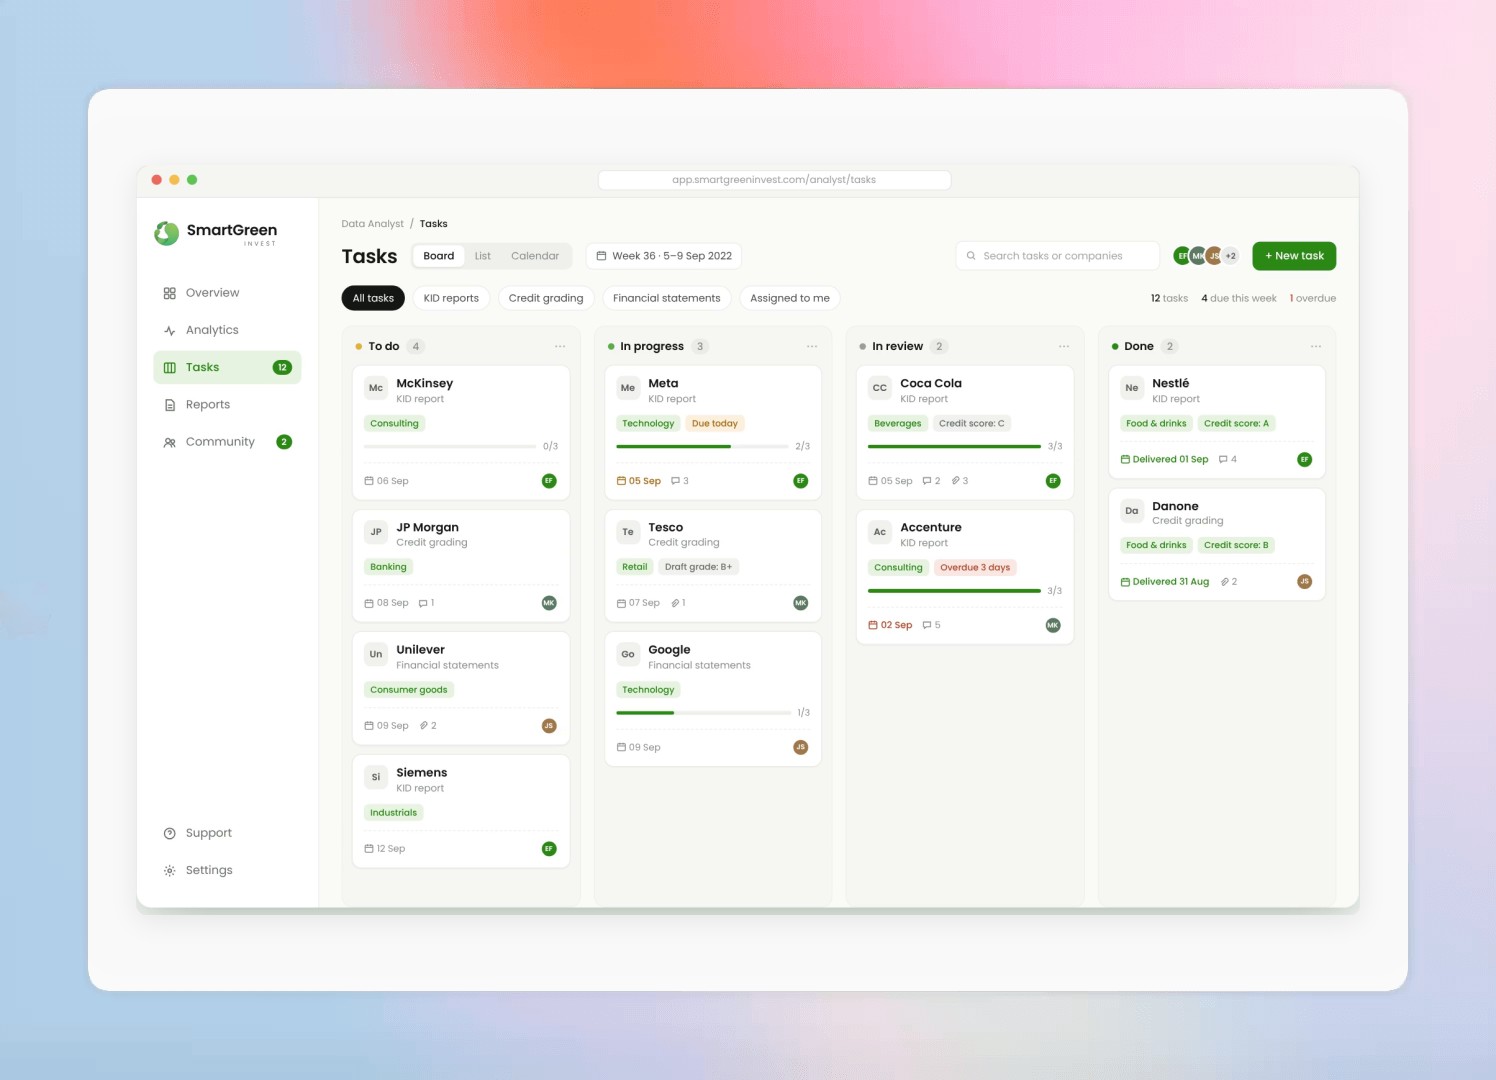 app.smartgreeninvest.com/analyst/tasks
SmartGreen
INVEST
Overview
Analytics
Tasks 12
Reports
Community 2
Support
Settings
Data Analyst / Tasks
Tasks Board List Calendar Week 36 · 5–9 Sep 2022 Search tasks or companies EF MK JS +2 + New task
All tasks KID reports Credit grading Financial statements Assigned to me 12 tasks 4 due this week 1 overdue
To do 4 ...
Mc McKinsey
KID report
Consulting
0/3
06 Sep EF
JP JP Morgan
Credit grading
Banking
08 Sep 1 MK
Un Unilever
Financial statements
Consumer goods
09 Sep 2 JS
Si Siemens
KID report
Industrials
12 Sep EF
In progress 3 ...
Me Meta
KID report
Technology Due today
2/3
05 Sep 3 EF
Te Tesco
Credit grading
Retail Draft grade: B+
07 Sep 1 MK
Go Google
Financial statements
Technology
1/3
09 Sep JS
In review 2 ...
CC Coca Cola
KID report
Beverages Credit score: C
3/3
05 Sep 2 3 EF
Ac Accenture
KID report
Consulting Overdue 3 days
3/3
02 Sep 5 MK
Done 2 ...
Ne Nestlé
KID report
Food & drinks Credit score: A
Delivered 01 Sep 4 EF
Da Danone
Credit grading
Food & drinks Credit score: B
Delivered 31 Aug 2 JS